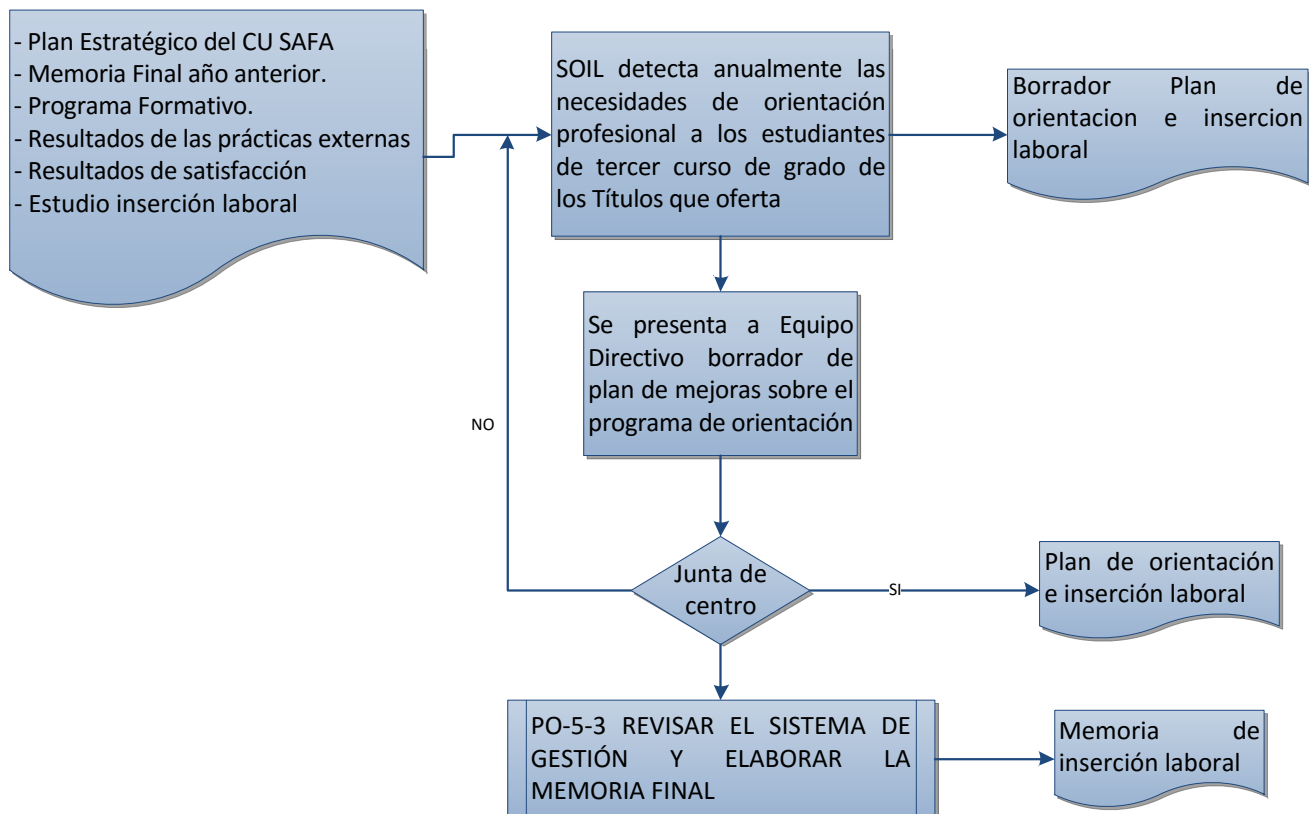 - Plan Estratégico del CU SAFA
- Memoria Final año anterior.
- Programa Formativo.
- Resultados de las prácticas externas
- Resultados de satisfacción
- Estudio inserción laboral
SOIL detecta anualmente las
necesidades de orientación
profesional a los estudiantes
de tercer curso de grado de
los Títulos que oferta
Borrador Plan de
orientacion e insercion
laboral
Se presenta a Equipo
Directivo borrador de
plan de mejoras sobre el
programa de orientación
NO
Junta de
centro
SI
Plan de orientación
e inserción laboral
PO-5-3 REVISAR EL SISTEMA DE
GESTIÓN Y ELABORAR LA
MEMORIA FINAL
Memoria de
inserción laboral